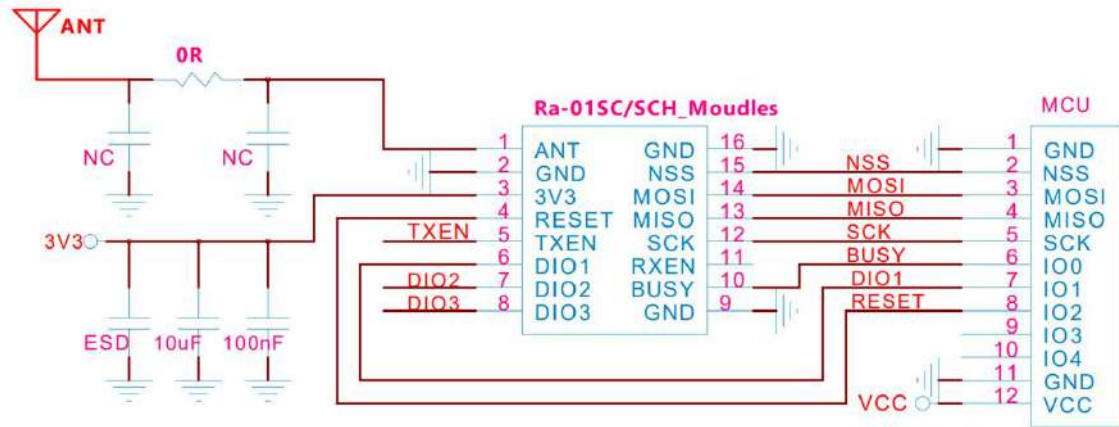 ANT
0R
NC
NC
3V3
ESD
10uF
100nF
Ra-01SC/SCH_Moudles
1 ANT GND 16
2 GND NSS 15
3 3V3 MOSI 14
4 RESET MISO 13
TXEN 5 TXEN SCK 12
6 DIO1 RXEN 11
DIO2 7 DIO2 BUSY 10
DIO3 8 DIO3 GND 9
NSS
MOSI
MISO
SCK
BUSY
DIO1
RESET
VCC
MCU
1 GND
2 NSS
3 MOSI
4 MISO
5 SCK
6 IO0
7 IO1
8 IO2
9 IO3
10 IO4
11 GND
12 VCC